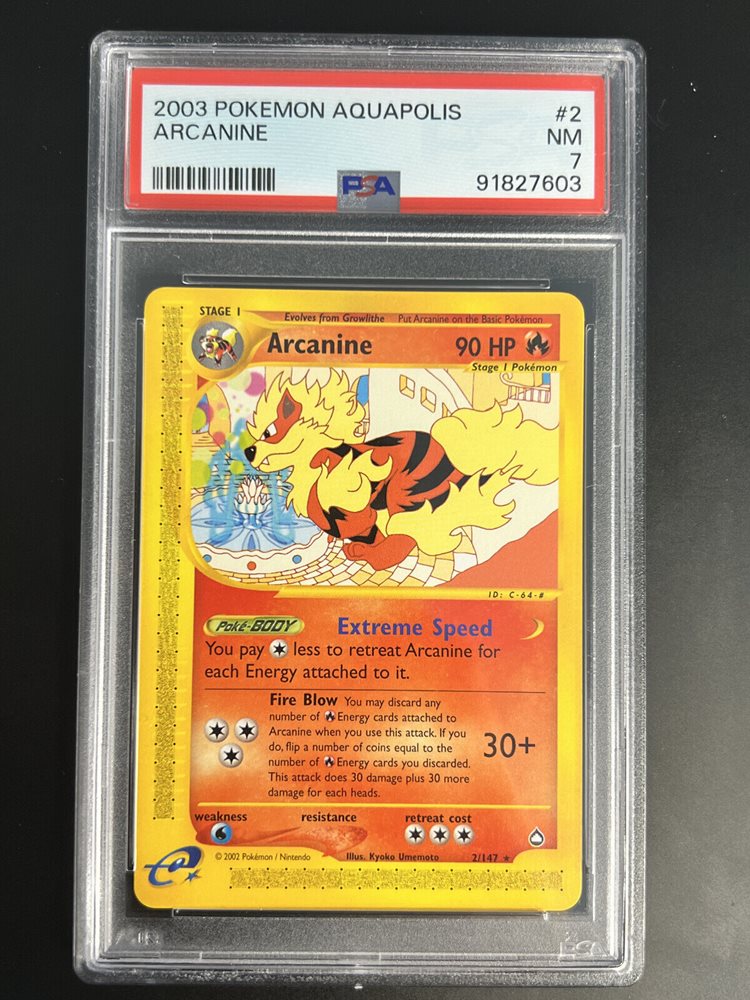 2003 POKEMON AQUAPOLIS #2
ARCANINE NM
7
PSA 91827603
STAGE 1 Evolves from Growlithe Put Arcanine on the Basic Pokémon
Arcanine 90 HP
Stage 1 Pokémon
ID: C-64-#
Poké-BODY Extreme Speed
You pay less to retreat Arcanine for
each Energy attached to it.
Fire Blow You may discard any
number of Energy cards attached to
Arcanine when you use this attack. If you
do, flip a number of coins equal to the
number of Energy cards you discarded.
This attack does 30 damage plus 30 more
damage for each heads.
30+
weakness resistance retreat cost
© 2002 Pokémon / Nintendo Illus. Kyoko Umemoto 2/147 ★
e
PSA